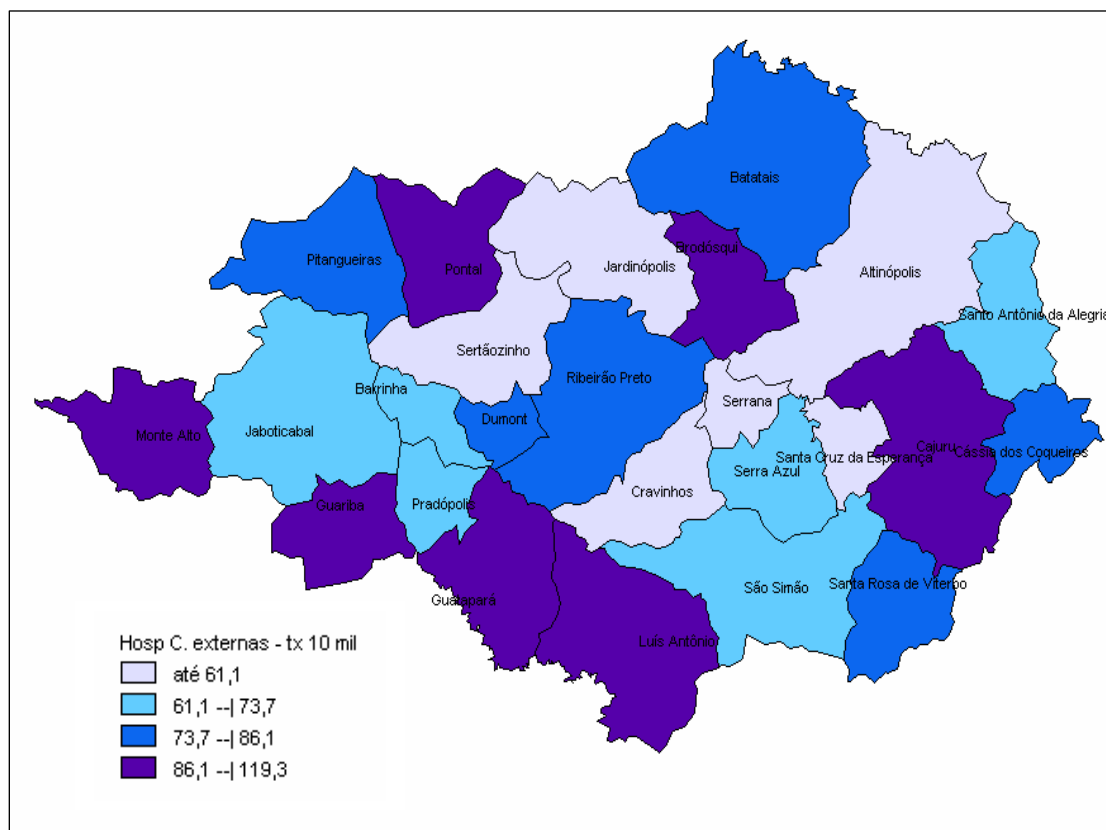 Batatais
Brodósqui
Pitangueiras
Pontal
Jardinópolis
Altinópolis
Santo Antônio da Alegria
Sertãozinho
Ribeirão Preto
Barrinha
Serrana
Dumont
Monte Alto
Jaboticabal
Santa Cruz da Esperança
Cajuru
Cássia dos Coqueiros
Serra Azul
Cravinhos
Guariba
Pradópolis
Santa Rosa de Viterbo
São Simão
Guatapará
Luís Antônio
Hosp C. externas - tx 10 mil
até 61,1
61,1 --| 73,7
73,7 --| 86,1
86,1 --| 119,3